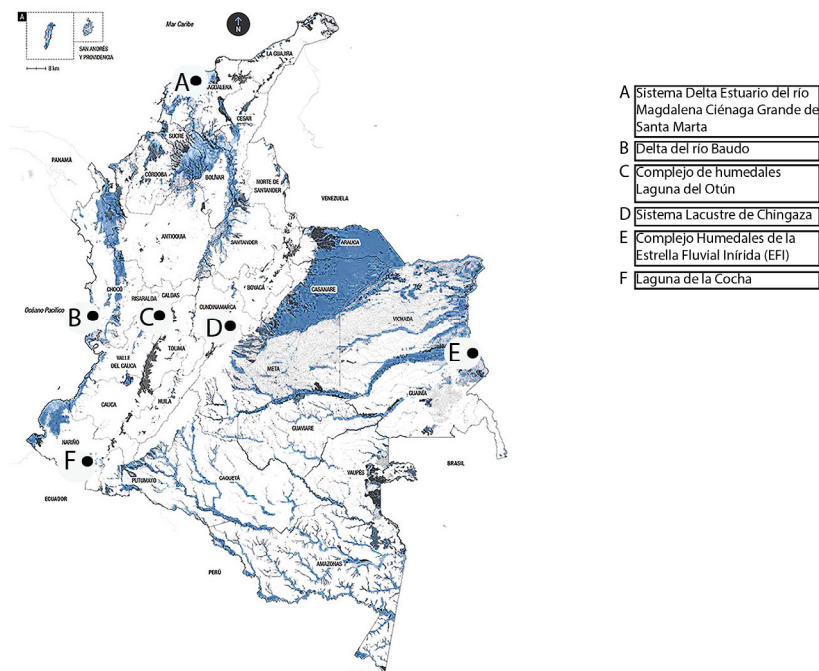 A
SAN ANDRÉS
Y PROVIDENCIA
8 km
Mar Caribe
N
LA GUAJIRA
A
AGDALENA
CESAR
SUCRE
PANAMÁ
CÓRDOBA
BOLÍVAR
NORTE DE
SANTANDER
VENEZUELA
ANTIOQUIA
SANTANDER
ARAUCA
CHOCÓ
BOYACÁ
CASANARE
RISARALDA
CALDAS
CUNDINAMARCA
Océano Pacífico
B
C
D
VICHADA
TOLIMA
VALLE
DEL CAUCA
META
E
CAUCA
HUILA
GUAINÍA
GUAVIARE
NARIÑO
F
VAUPÉS
BRASIL
PUTUMAYO
CAQUETÁ
ECUADOR
AMAZONAS
PERÚ
A Sistema Delta Estuario del río
Magdalena Ciénaga Grande de
Santa Marta
B Delta del río Baudo
C Complejo de humedales
Laguna del Otún
D Sistema Lacustre de Chingaza
E Complejo Humedales de la
Estrella Fluvial Inírida (EFI)
F Laguna de la Cocha